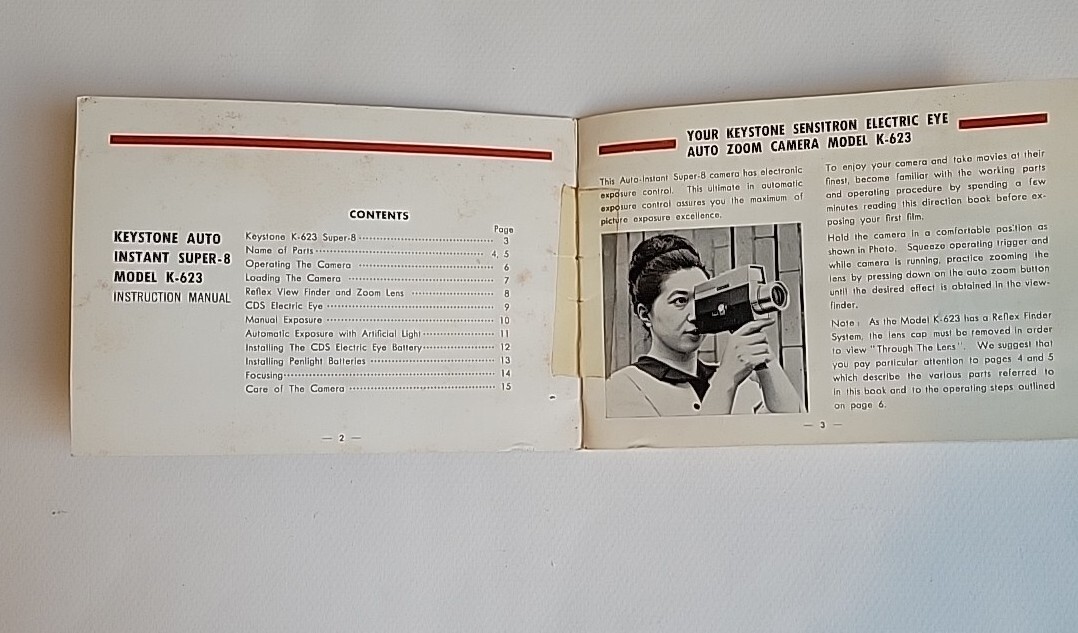 KEYSTONE AUTO
INSTANT SUPER-8
MODEL K-623
INSTRUCTION MANUAL
CONTENTS
Page
Keystone K-623 Super-8 3
Name of Parts 4, 5
Operating The Camera 6
Loading The Camera 7
Reflex View Finder and Zoom Lens 8
CDS Electric Eye 9
Manual Exposure 10
Automatic Exposure with Artificial Light 11
Installing The CDS Electric Eye Battery 12
Installing Penlight Batteries 13
Focusing 14
Care of The Camera 15
— 2 —
YOUR KEYSTONE SENSITRON ELECTRIC EYE
AUTO ZOOM CAMERA MODEL K-623
This Auto-Instant Super-8 camera has electronic
exposure control. This ultimate in automatic
exposure control assures you the maximum of
picture exposure excellence.
To enjoy your camera and take movies at their
finest, become familiar with the working parts
and operating procedure by spending a few
minutes reading this direction book before ex-
posing your first film.
Hold the camera in a comfortable position as
shown in Photo. Squeeze operating trigger and
while camera is running, practice zooming the
lens by pressing down on the auto zoom button
until the desired effect is obtained in the view-
finder.
Note: As the Model K-623 has a Reflex Finder
System, the lens cap must be removed in order
to view "Through The Lees". We suggest that
you pay particular attention to pages 4 and 5
which describe the various parts referred to
in this book and to the operating steps outlined
on page 6.
— 3 —